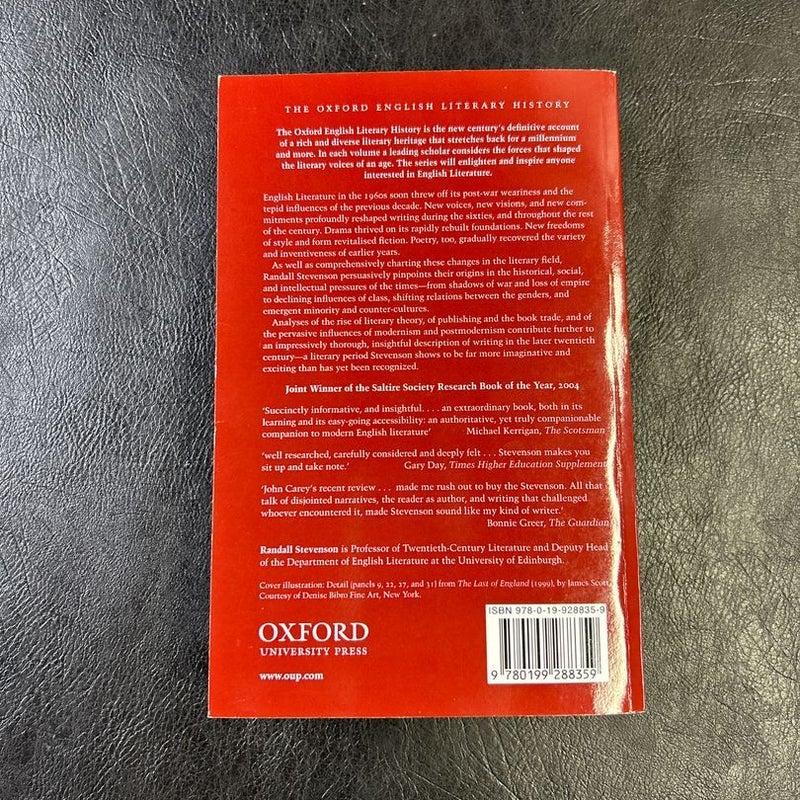 THE OXFORD ENGLISH LITERARY HISTORY
The Oxford English Literary History is the new century's definitive account
of a rich and diverse literary heritage that stretches back for a millennium
and more. In each volume a leading scholar considers the forces that shaped
the literary voices of an age. The series will enlighten and inspire anyone
interested in English Literature.
English Literature in the 1960s soon threw off its post-war weariness and the
tepid influences of the previous decade. New voices, new visions, and new com-
mitments profoundly reshaped writing during the sixties, and throughout the rest
of the century. Drama thrived on its rapidly rebuilt foundations. New freedoms
of style and form revitalised fiction. Poetry, too, gradually recovered the variety
and inventiveness of earlier years.
As well as comprehensively charting these changes in the literary field,
Randall Stevenson persuasively pinpoints their origins in the historical, social,
and intellectual pressures of the times—from shadows of war and loss of empire
to declining influences of class, shifting relations between the genders, and
emergent minority and counter-cultures.
Analyses of the rise of literary theory, of publishing and the book trade, and of
the pervasive influences of modernism and postmodernism contribute further to
an impressively thorough, insightful description of writing in the later twentieth
century—a literary period Stevenson shows to be far more imaginative and
exciting than has yet been recognized.
Joint Winner of the Saltire Society Research Book of the Year, 2004
'Succinctly informative, and insightful. . . . an extraordinary book, both in its
learning and its easy-going accessibility: an authoritative, yet truly companionable
companion to modern English literature' Michael Kerrigan, The Scotsman
'well researched, carefully considered and deeply felt . . . Stevenson makes you
sit up and take note.' Gary Day, Times Higher Education Supplement
'John Carey's recent review . . . made me rush out to buy the Stevenson. All that
talk of disjointed narratives, the reader as author, and writing that challenged
whoever encountered it, made Stevenson sound like my kind of writer.'
Bonnie Greer, The Guardian
Randall Stevenson is Professor of Twentieth-Century Literature and Deputy Head
of the Department of English Literature at the University of Edinburgh.
Cover illustration: Detail (panels 9, 22, 27, and 31) from The Last of England (1999), by James Scott,
Courtesy of Denise Bibro Fine Art, New York.
ISBN 978-0-19-928835-9
OXFORD
UNIVERSITY PRESS
www.oup.com
9 780199 288359